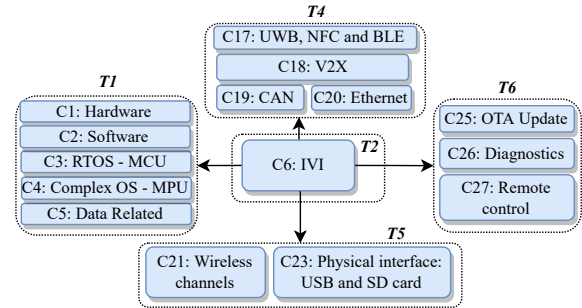 T4
C17: UWB, NFC and BLE
C18: V2X
C19: CAN
C20: Ethernet
T1
C1: Hardware
C2: Software
C3: RTOS - MCU
C4: Complex OS - MPU
C5: Data Related
T2
C6: IVI
T6
C25: OTA Update
C26: Diagnostics
C27: Remote
control
T5
C21: Wireless
channels
C23: Physical interface:
USB and SD card